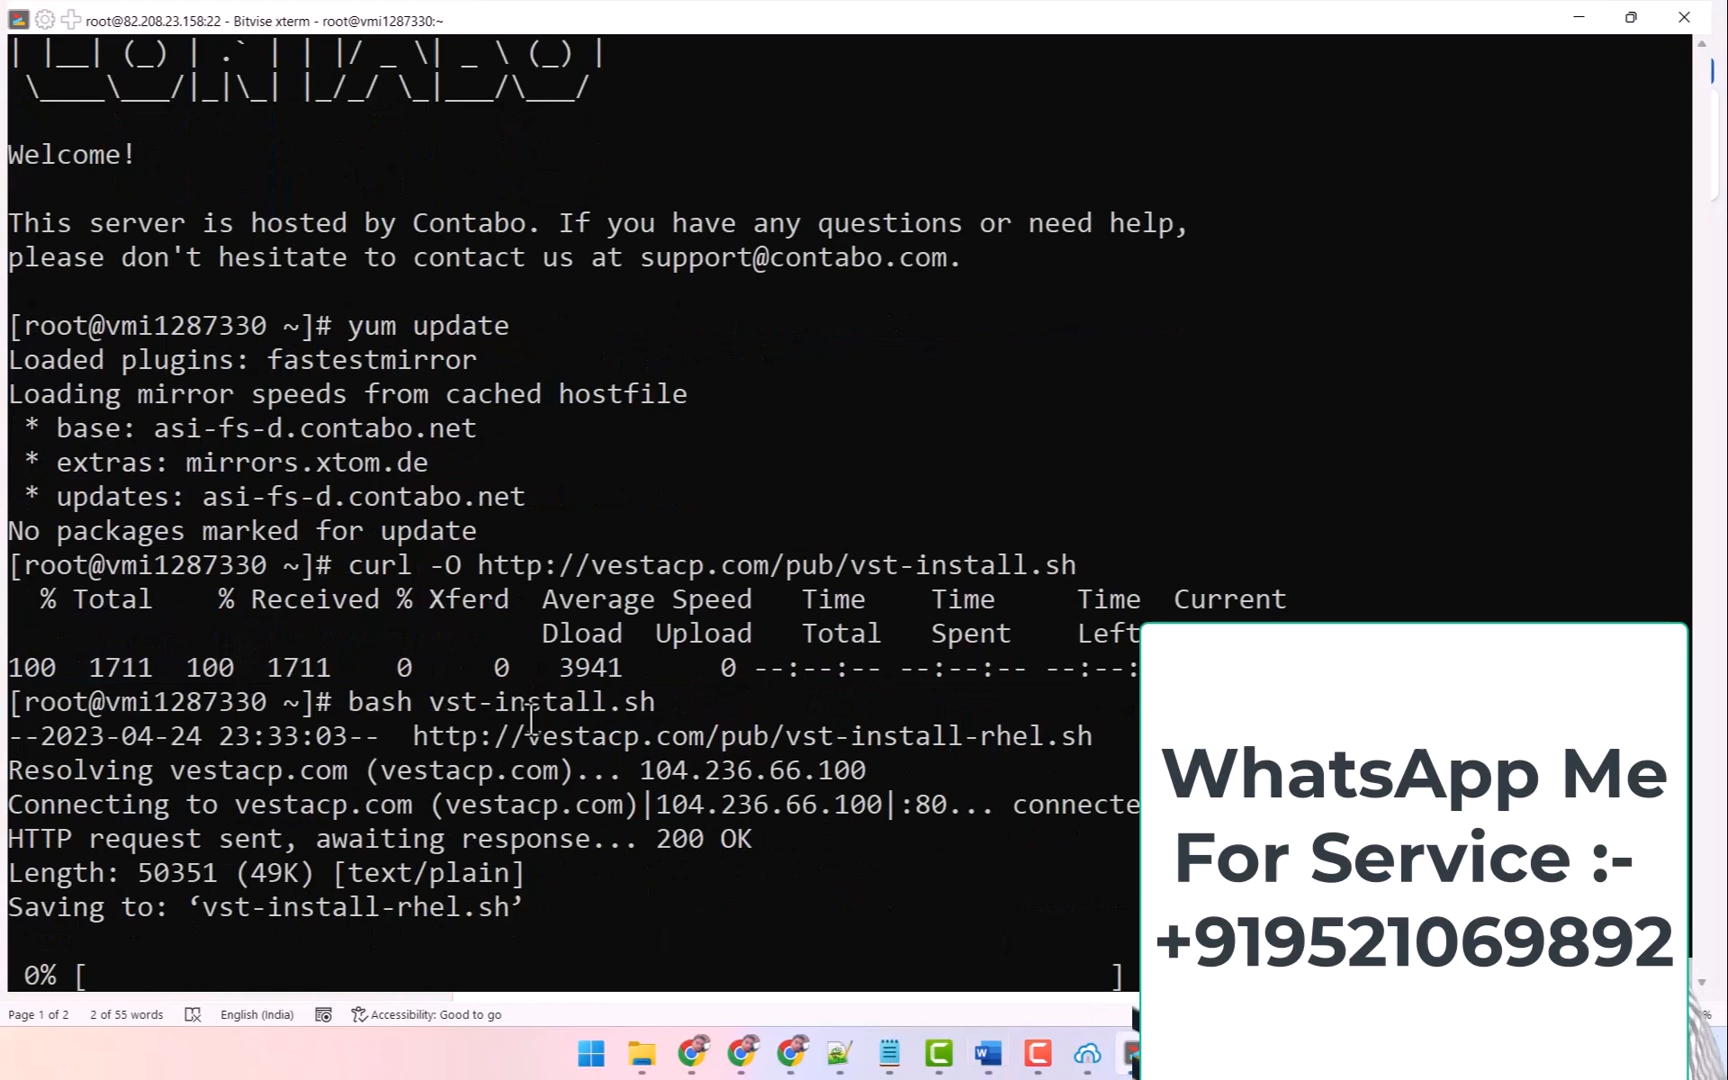 root@82.208.23.158:22 - Bitvise xterm - root@vmi1287330:~
| |__| (_) | .` | | |/ _ \| _ \ (_) |
\____\___/|_|\_| |_/_/ \_|___/\___/
Welcome!
This server is hosted by Contabo. If you have any questions or need help,
please don't hesitate to contact us at support@contabo.com.
[root@vmi1287330 ~]# yum update
Loaded plugins: fastestmirror
Loading mirror speeds from cached hostfile
* base: asi-fs-d.contabo.net
* extras: mirrors.xtom.de
* updates: asi-fs-d.contabo.net
No packages marked for update
[root@vmi1287330 ~]# curl -O http://vestacp.com/pub/vst-install.sh
% Total % Received % Xferd Average Speed Time Time Time Current
Dload Upload Total Spent Left
100 1711 100 1711 0 0 3941 0 --:--:-- --:--:-- --:--:
[root@vmi1287330 ~]# bash vst-install.sh
--2023-04-24 23:33:03-- http://vestacp.com/pub/vst-install-rhel.sh
Resolving vestacp.com (vestacp.com)... 104.236.66.100
Connecting to vestacp.com (vestacp.com)|104.236.66.100|:80... connecte
HTTP request sent, awaiting response... 200 OK
Length: 50351 (49K) [text/plain]
Saving to: ‘vst-install-rhel.sh’
0% [ ]
WhatsApp Me
For Service :-
+919521069892
Page 1 of 2 2 of 55 words English (India) Accessibility: Good to go